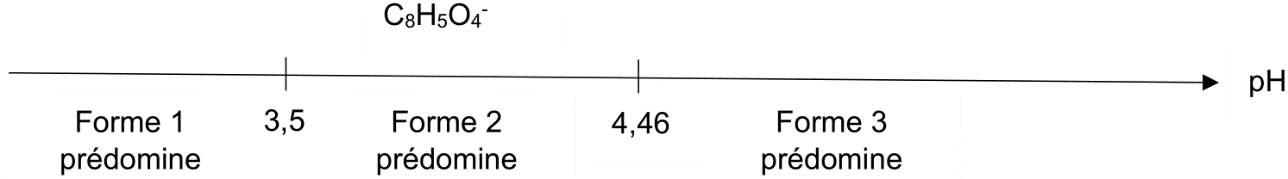 C₈H₅O₄⁻
pH
Forme 1 3,5 Forme 2 4,46 Forme 3
prédomine prédomine prédomine